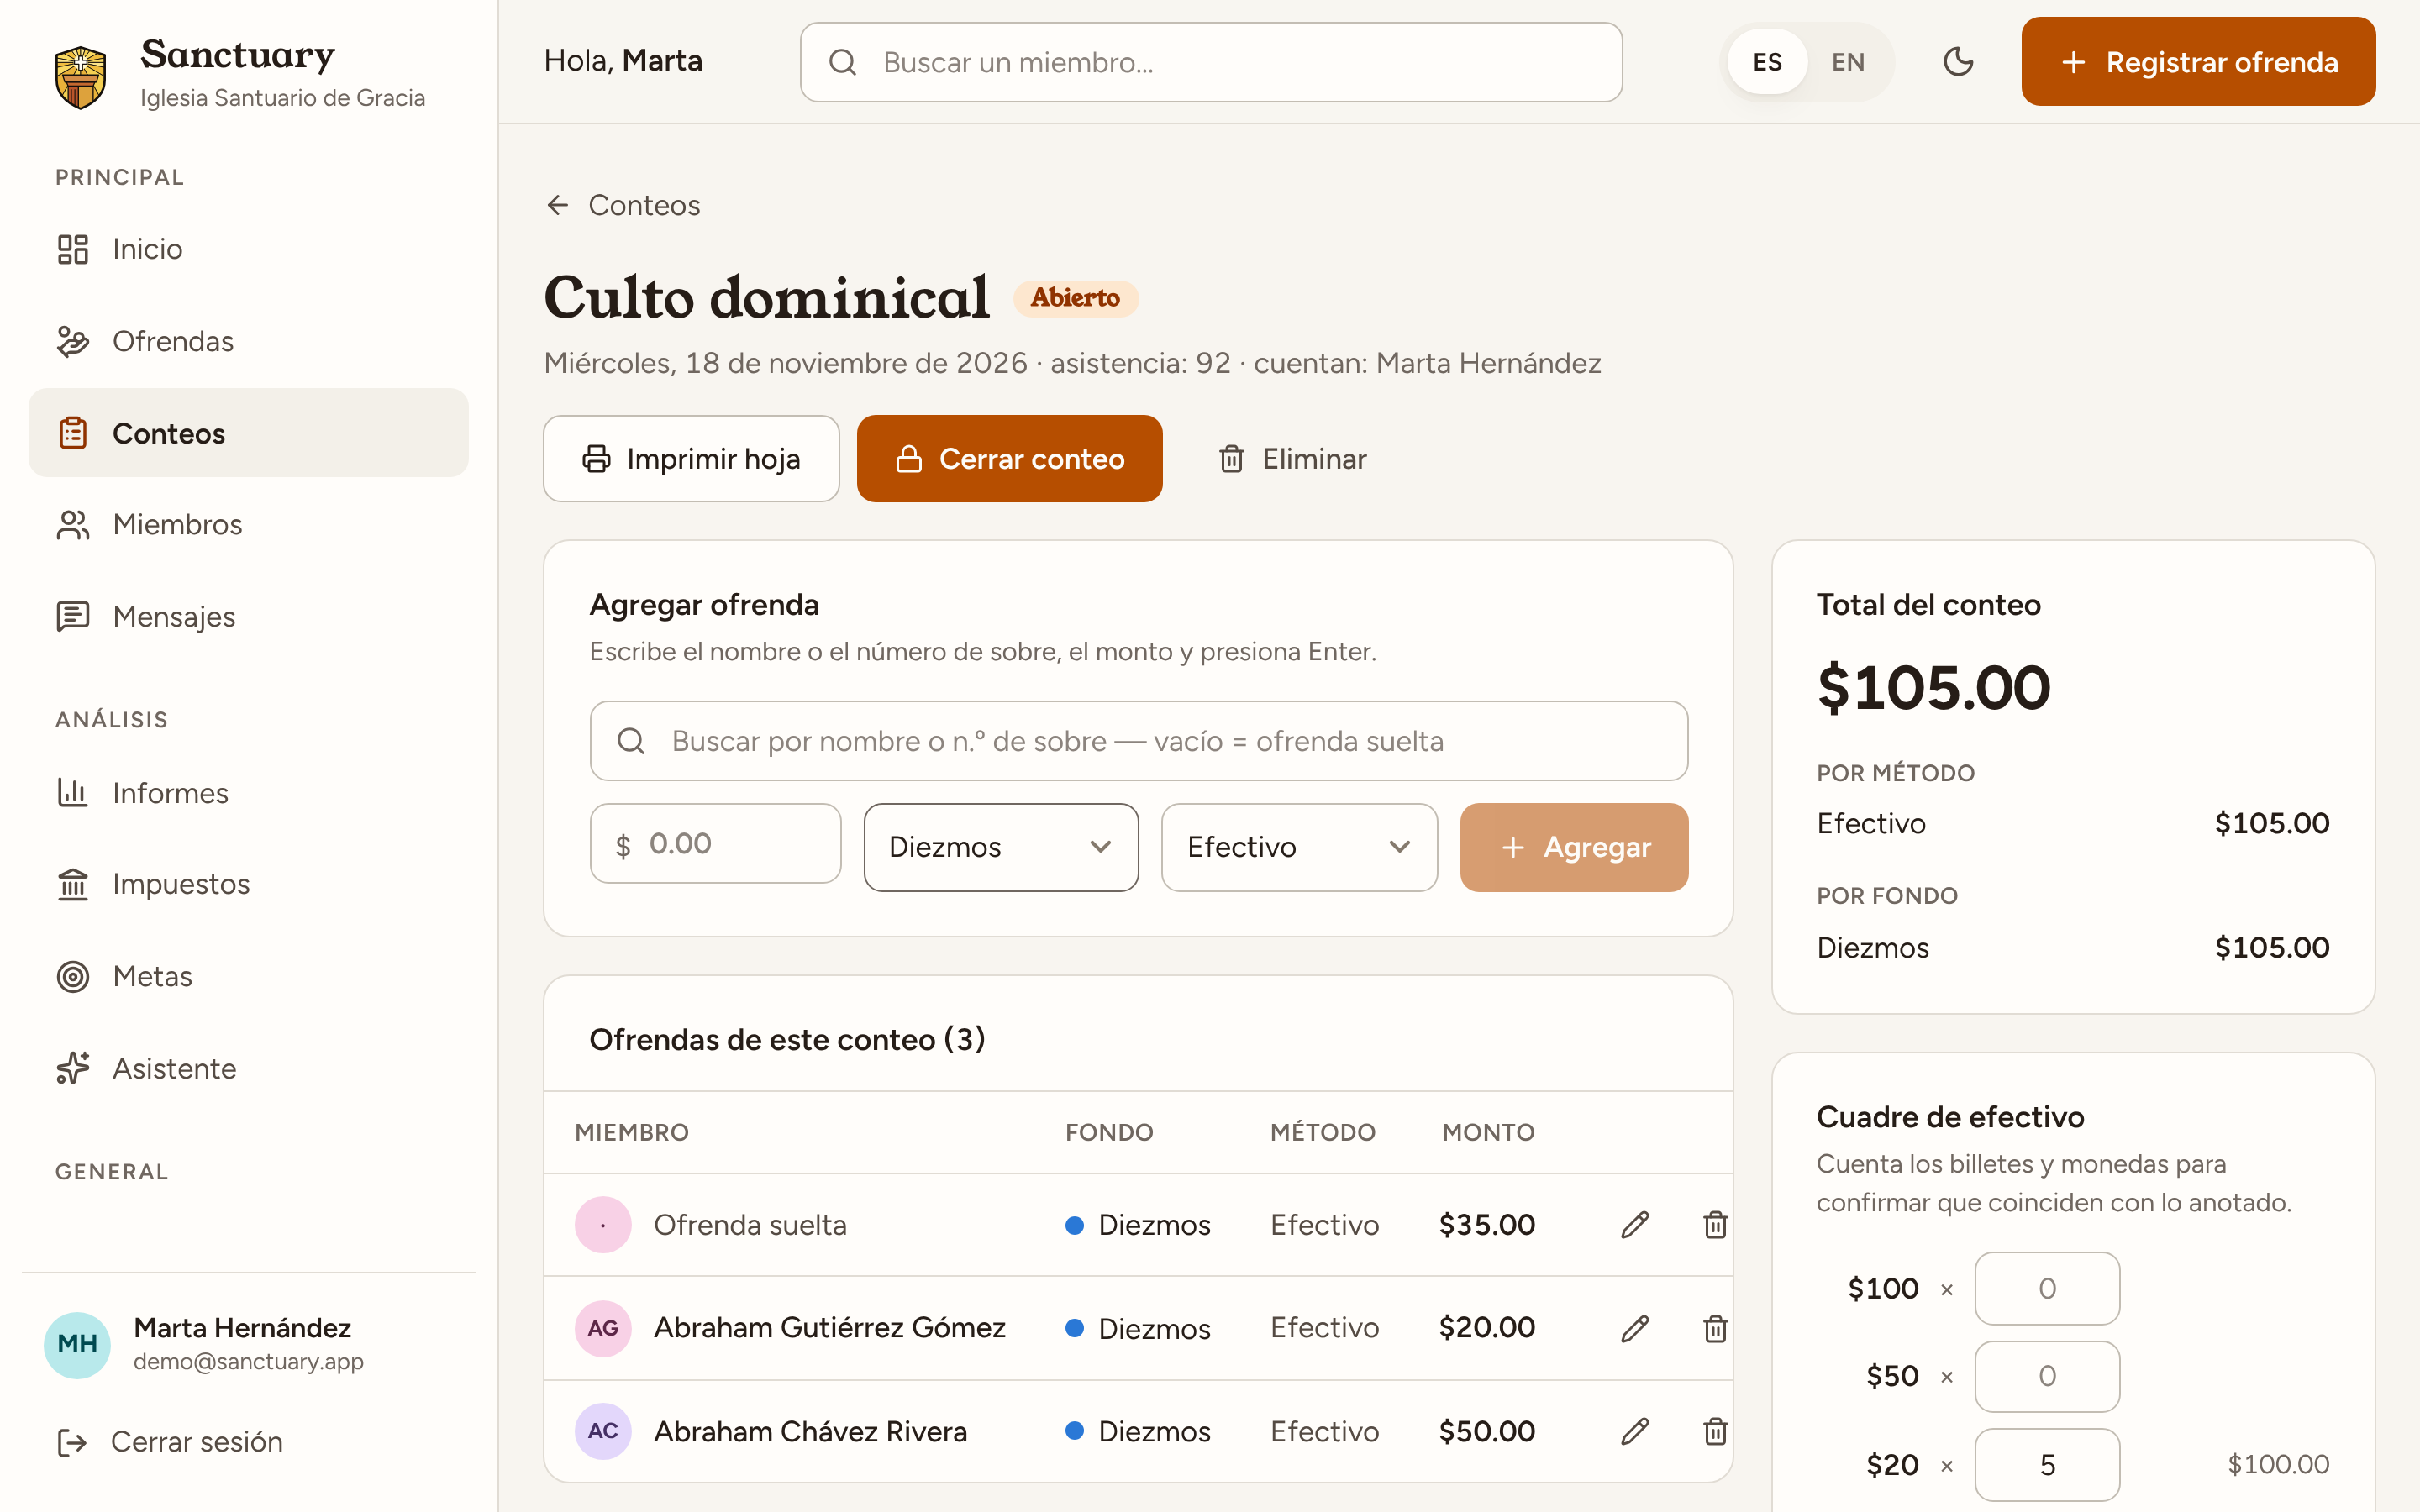 Sanctuary
Iglesia Santuario de Gracia
PRINCIPAL
Inicio
Ofrendas
Conteos
Miembros
Mensajes
ANÁLISIS
Informes
Impuestos
Metas
Asistente
GENERAL
MH
Marta Hernández
demo@sanctuary.app
Cerrar sesión
Hola, Marta
Buscar un miembro...
ES EN
+ Registrar ofrenda
← Conteos
Culto dominical Abierto
Miércoles, 18 de noviembre de 2026 · asistencia: 92 · cuentan: Marta Hernández
Imprimir hoja
Cerrar conteo
Eliminar
Agregar ofrenda
Escribe el nombre o el número de sobre, el monto y presiona Enter.
Buscar por nombre o n.º de sobre — vacío = ofrenda suelta
$ 0.00
Diezmos
Efectivo
+ Agregar
Ofrendas de este conteo (3)
MIEMBRO FONDO MÉTODO MONTO
· Ofrenda suelta Diezmos Efectivo $35.00
AG Abraham Gutiérrez Gómez Diezmos Efectivo $20.00
AC Abraham Chávez Rivera Diezmos Efectivo $50.00
Total del conteo
$105.00
POR MÉTODO
Efectivo $105.00
POR FONDO
Diezmos $105.00
Cuadre de efectivo
Cuenta los billetes y monedas para
confirmar que coinciden con lo anotado.
$100 × 0
$50 × 0
$20 × 5 $100.00